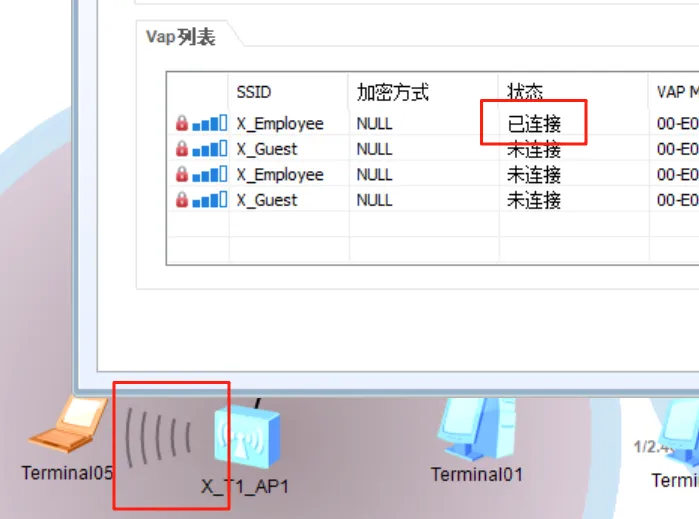 Vap列表
SSID 加密方式 状态 VAP M
X_Employee NULL 已连接 00-E0
X_Guest NULL 未连接 00-E0
X_Employee NULL 未连接 00-E0
X_Guest NULL 未连接 00-E0
1/2.4
Terminal05 X_T1_AP1 Terminal01 Termi